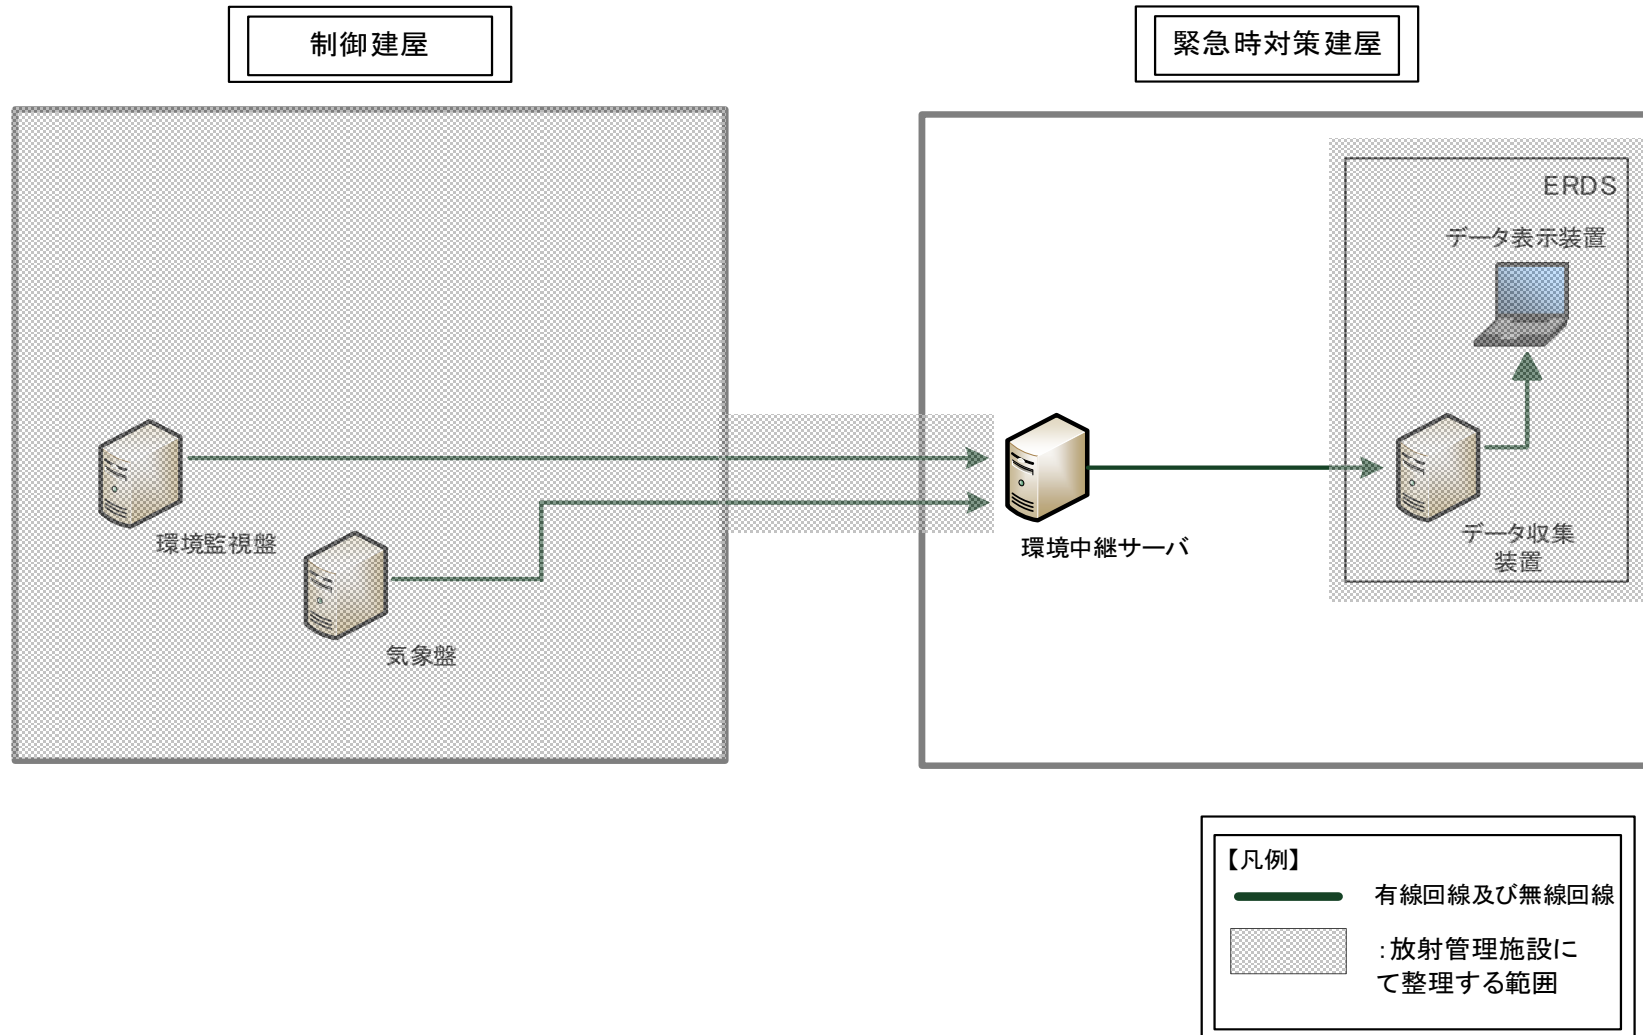 制御建屋
緊急時対策建屋
ERDS
データ表示装置
環境監視盤
気象盤
環境中継サーバ
データ収集
装置
【凡例】
有線回線及び無線回線
：放射管理施設に
て整理する範囲